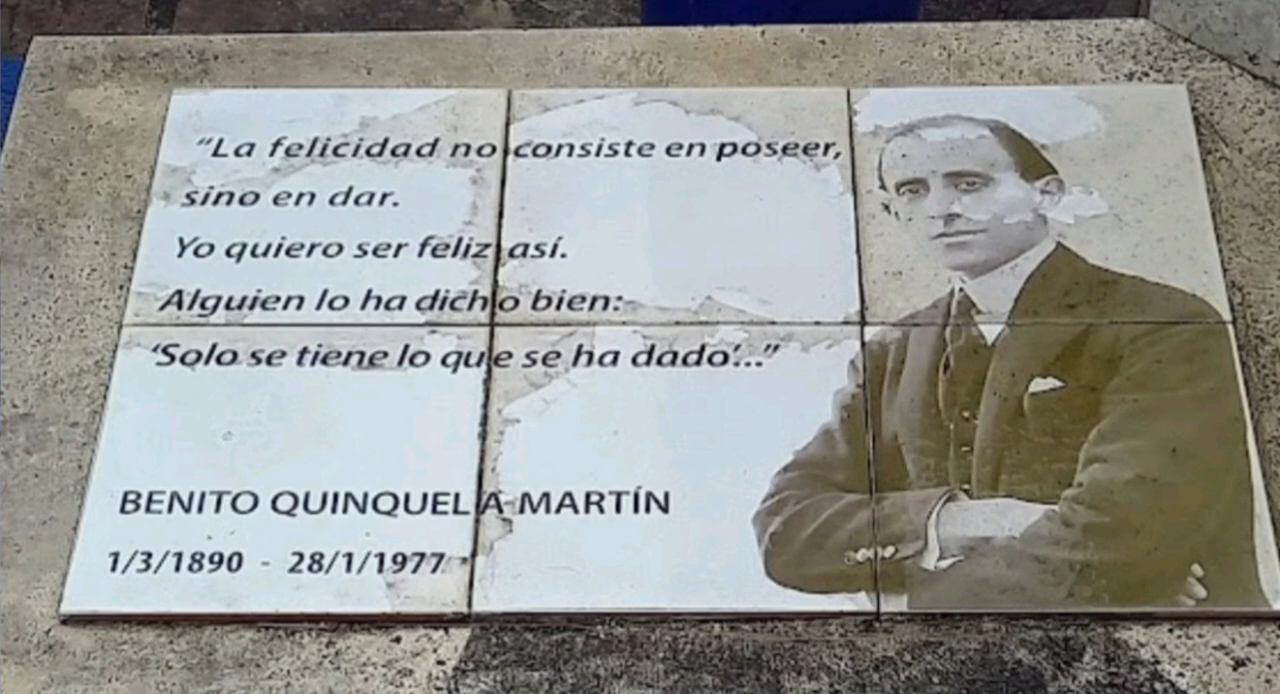 “La felicidad no consiste en poseer,
sino en dar.
Yo quiero ser feliz así.
Alguien lo ha dicho bien:
‘Solo se tiene lo que se ha dado’...”
BENITO QUINQUELA MARTÍN
1/3/1890 - 28/1/1977